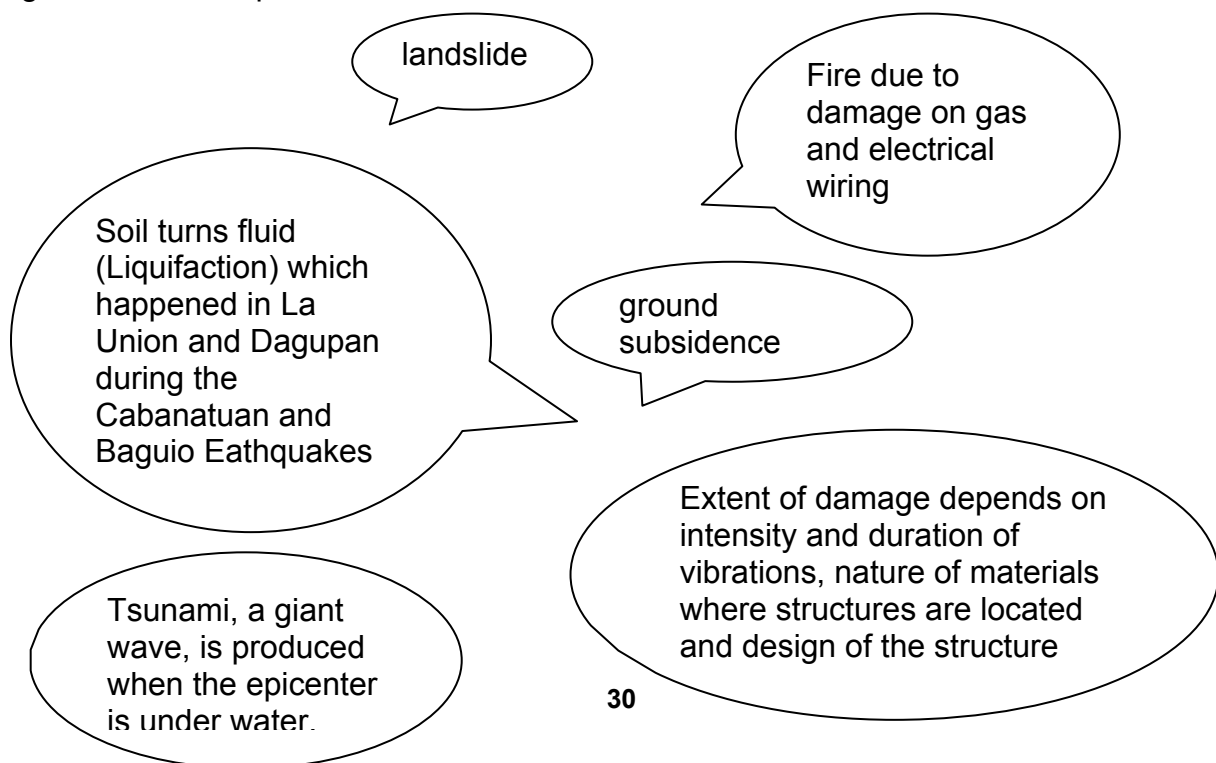 landslide
Fire due to
damage on gas
and electrical
wiring
Soil turns fluid
(Liquifaction) which
happened in La
Union and Dagupan
during the
Cabanatuan and
Baguio Eathquakes
ground
subsidence
Extent of damage depends on
intensity and duration of
vibrations, nature of materials
where structures are located
and design of the structure
Tsunami, a giant
wave, is produced
when the epicenter
is under water.
30